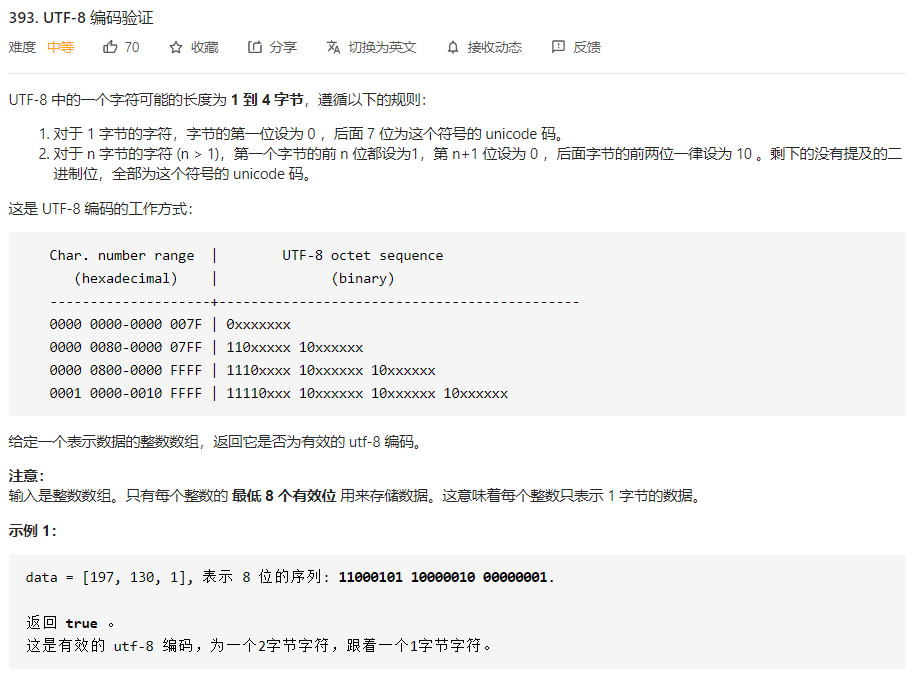 393. UTF-8 编码验证
难度 中等 70 收藏 分享 切换为英文 接收动态 反馈
UTF-8 中的一个字符可能的长度为 1 到 4 字节，遵循以下的规则：
1. 对于 1 字节的字符，字节的第一位设为 0 ，后面 7 位为这个符号的 unicode 码。
2. 对于 n 字节的字符 (n > 1)，第一个字节的前 n 位都设为1，第 n+1 位设为 0 ，后面字节的前两位一律设为 10 。剩下的没有提及的二
进制位，全部为这个符号的 unicode 码。
这是 UTF-8 编码的工作方式：
Char. number range  |        UTF-8 octet sequence
   (hexadecimal)    |              (binary)
--------------------+---------------------------------------------
0000 0000-0000 007F | 0xxxxxxx
0000 0080-0000 07FF | 110xxxxx 10xxxxxx
0000 0800-0000 FFFF | 1110xxxx 10xxxxxx 10xxxxxx
0001 0000-0010 FFFF | 11110xxx 10xxxxxx 10xxxxxx 10xxxxxx
给定一个表示数据的整数数组，返回它是否为有效的 utf-8 编码。
注意：
输入是整数数组。只有每个整数的 最低 8 个有效位 用来存储数据。这意味着每个整数只表示 1 字节的数据。
示例 1：
data = [197, 130, 1], 表示 8 位的序列: 11000101 10000010 00000001.
返回 true 。
这是有效的 utf-8 编码，为一个2字节字符，跟着一个1字节字符。